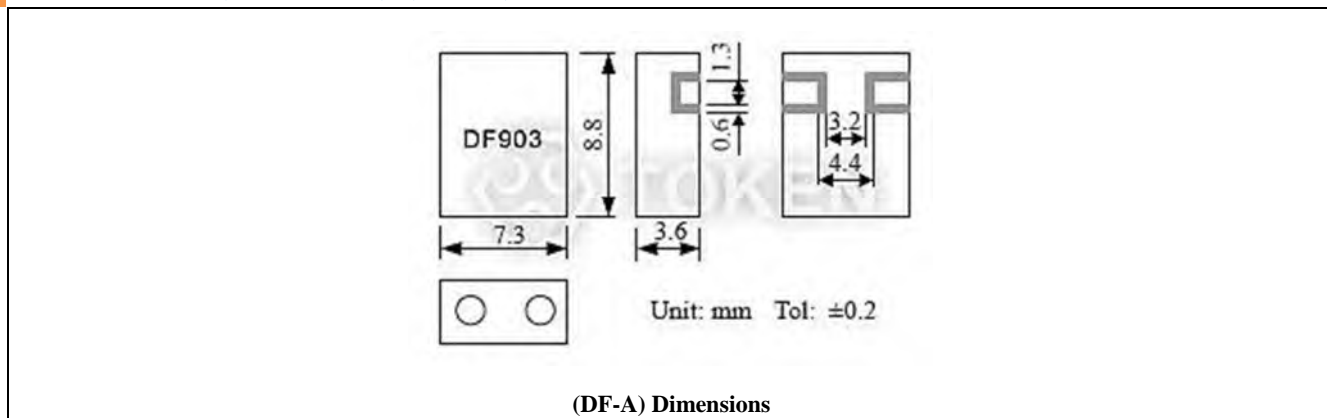 1.3
DF903
8.8
0.6
3.2
4.4
TOKEN
7.3
3.6
Unit: mm Tol: ±0.2
(DF-A) Dimensions